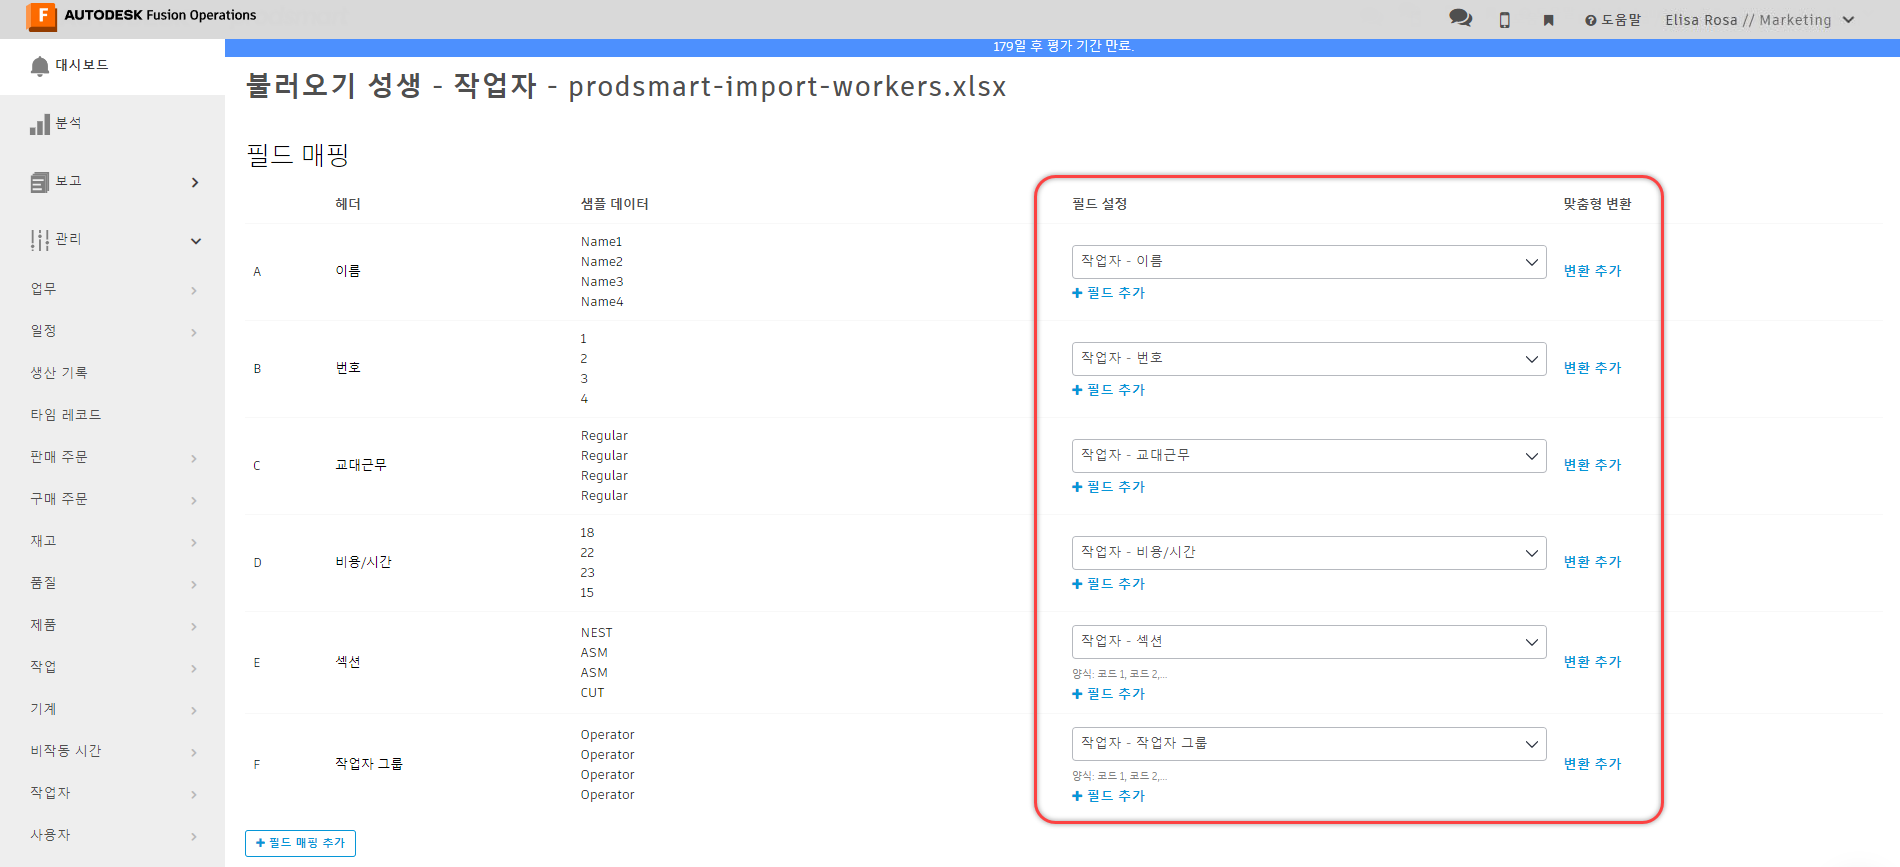 AUTODESK Fusion Operations
도움말
Elisa Rosa // Marketing
179일 후 평가 기간 만료.
대시보드
분석
보고
관리
업무
일정
생산 기록
타임 레코드
판매 주문
구매 주문
재고
품질
제품
작업
기계
비작동 시간
작업자
사용자
불러오기 성생 - 작업자 - prodsmart-import-workers.xlsx
필드 매핑
헤더 샘플 데이터 필드 설정 맞춤형 변환
A 이름
Name1
Name2
Name3
Name4
작업자 - 이름
+ 필드 추가
변환 추가
B 번호
1
2
3
4
작업자 - 번호
+ 필드 추가
변환 추가
C 교대근무
Regular
Regular
Regular
Regular
작업자 - 교대근무
+ 필드 추가
변환 추가
D 비용/시간
18
22
23
15
작업자 - 비용/시간
+ 필드 추가
변환 추가
E 섹션
NEST
ASM
ASM
CUT
작업자 - 섹션
양식: 코드 1, 코드 2,...
+ 필드 추가
변환 추가
F 작업자 그룹
Operator
Operator
Operator
Operator
작업자 - 작업자 그룹
양식: 코드 1, 코드 2,...
+ 필드 추가
변환 추가
+ 필드 매핑 추가